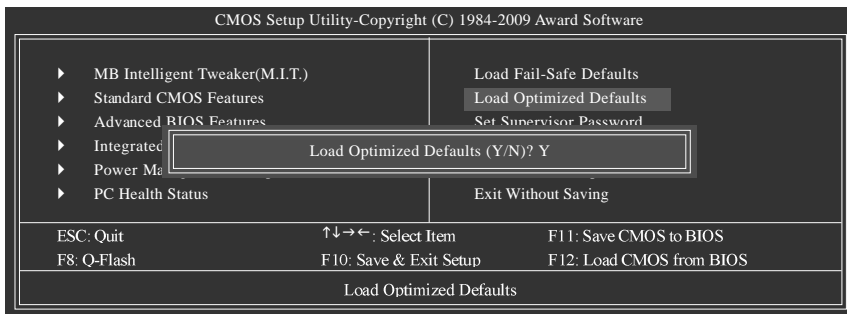 CMOS Setup Utility-Copyright (C) 1984-2009 Award Software
MB Intelligent Tweaker(M.I.T.)
Standard CMOS Features
Advanced BIOS Features
Integrated
Power Ma
PC Health Status
Load Fail-Safe Defaults
Load Optimized Defaults
Set Supervisor Password
Exit Without Saving
Load Optimized Defaults (Y/N)? Y
ESC: Quit ↑↓→←: Select Item F11: Save CMOS to BIOS
F8: Q-Flash F10: Save & Exit Setup F12: Load CMOS from BIOS
Load Optimized Defaults